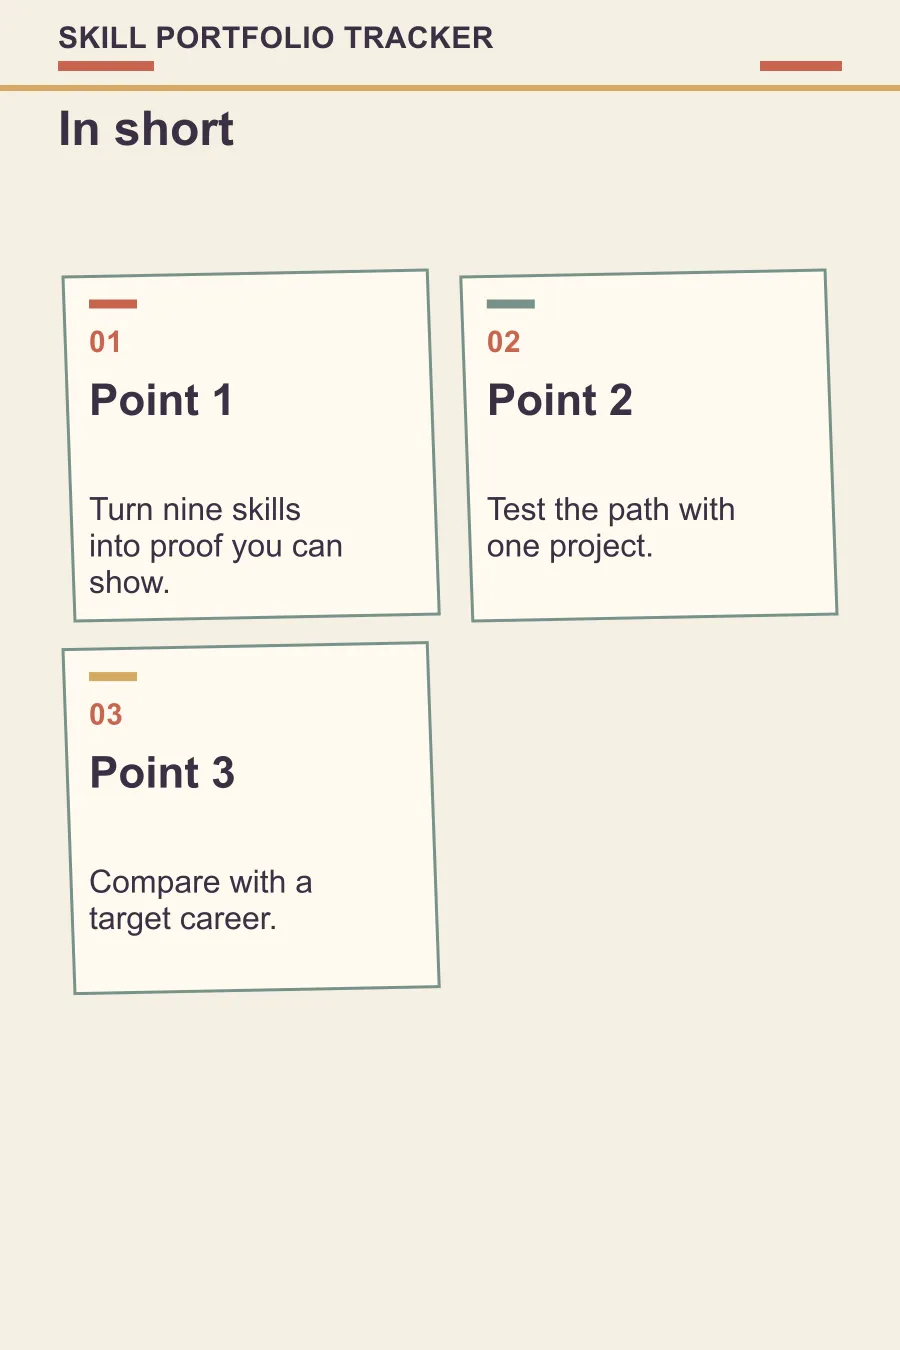 SKILL PORTFOLIO TRACKER
In short
01
Point 1
Turn nine skills
into proof you can
show.
02
Point 2
Test the path with
one project.
03
Point 3
Compare with a
target career.